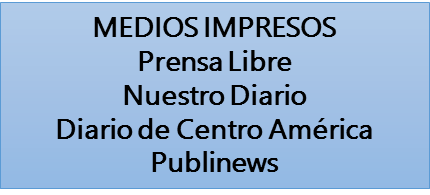 MEDIOS IMPRESOS
Prensa Libre
Nuestro Diario
Diario de Centro América
Publinews